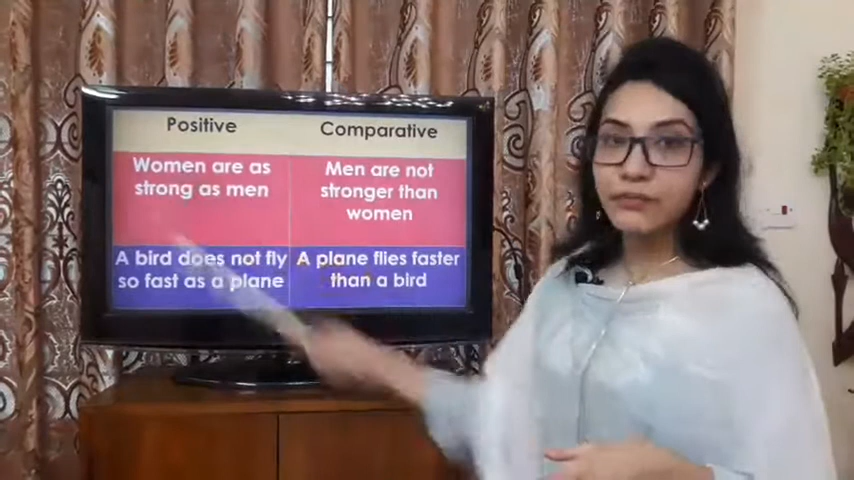 Positive
Comparative
Women are as
strong as men
Men are not
stronger than
women
A bird does not fly
so fast as a plane
A plane flies faster
than a bird